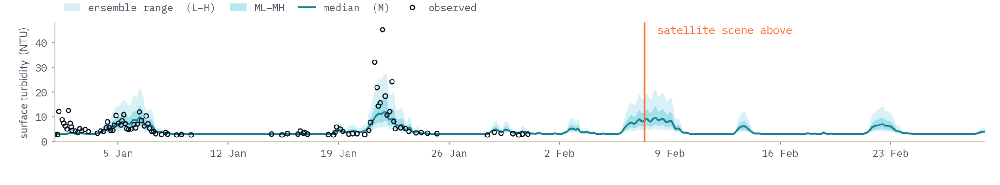 ensemble range (L–H) ML–MH median (M) observed
surface turbidity (NTU)
40
30
20
10
0
satellite scene above
5 Jan 12 Jan 19 Jan 26 Jan 2 Feb 9 Feb 16 Feb 23 Feb